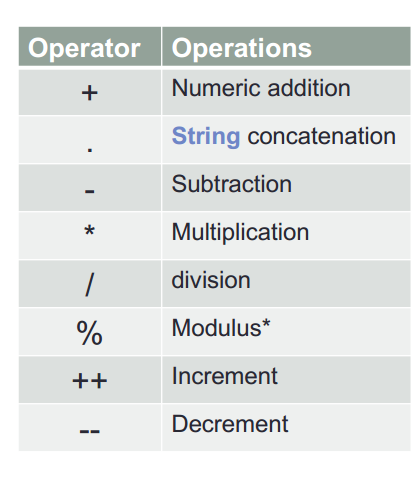 Operator Operations
+ Numeric addition
. String concatenation
- Subtraction
* Multiplication
/ division
% Modulus*
++ Increment
-- Decrement